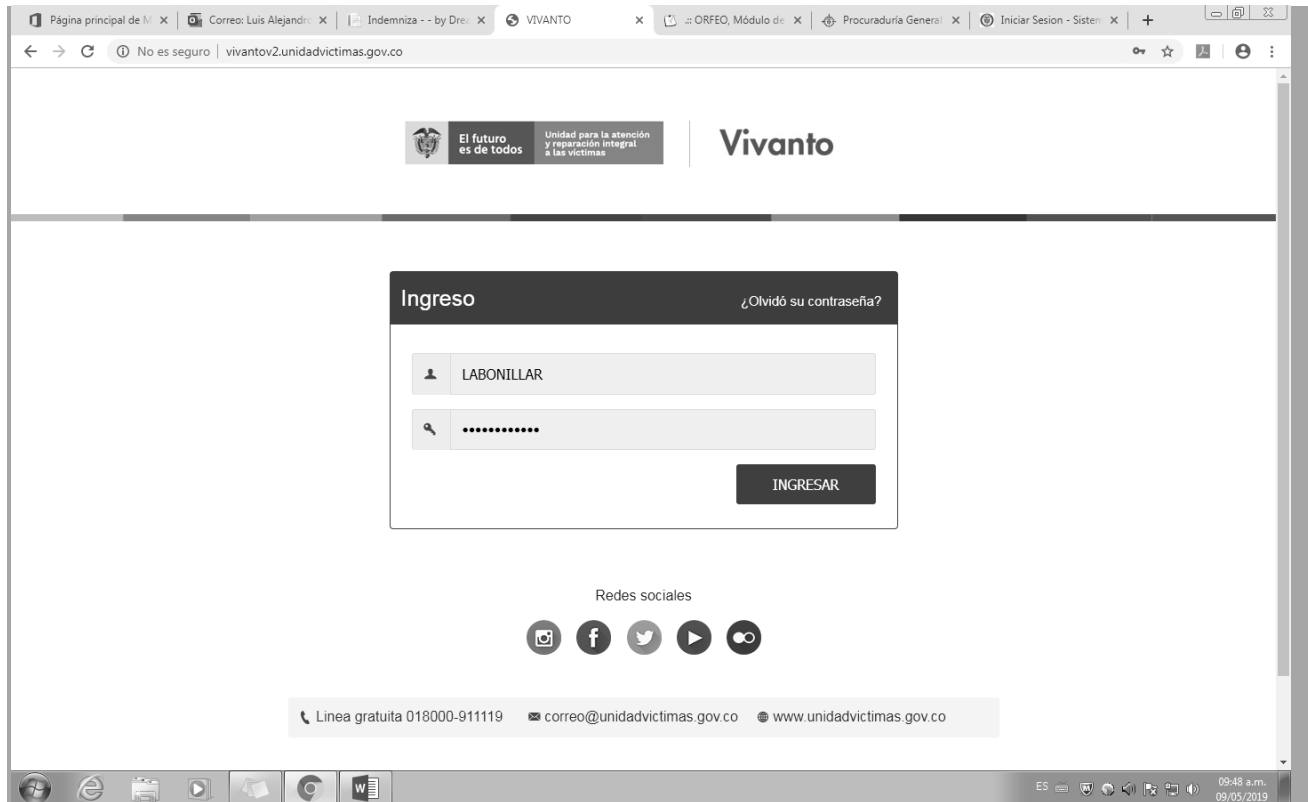 Página principal de M
Correo: Luis Alejandro
Indemniza - - by Drea
VIVANTO
.:: ORFEO, Módulo de
Procuraduría General
Iniciar Sesion - Sistem
No es seguro | vivantov2.unidadvictimas.gov.co
El futuro
es de todos
Unidad para la atención
y reparación integral
a las víctimas
Vivanto
Ingreso
¿Olvidó su contraseña?
LABONILLAR
••••••••••••
INGRESAR
Redes sociales
Linea gratuita 018000-911119
correo@unidadvictimas.gov.co
www.unidadvictimas.gov.co
ES
09:48 a.m.
09/05/2019